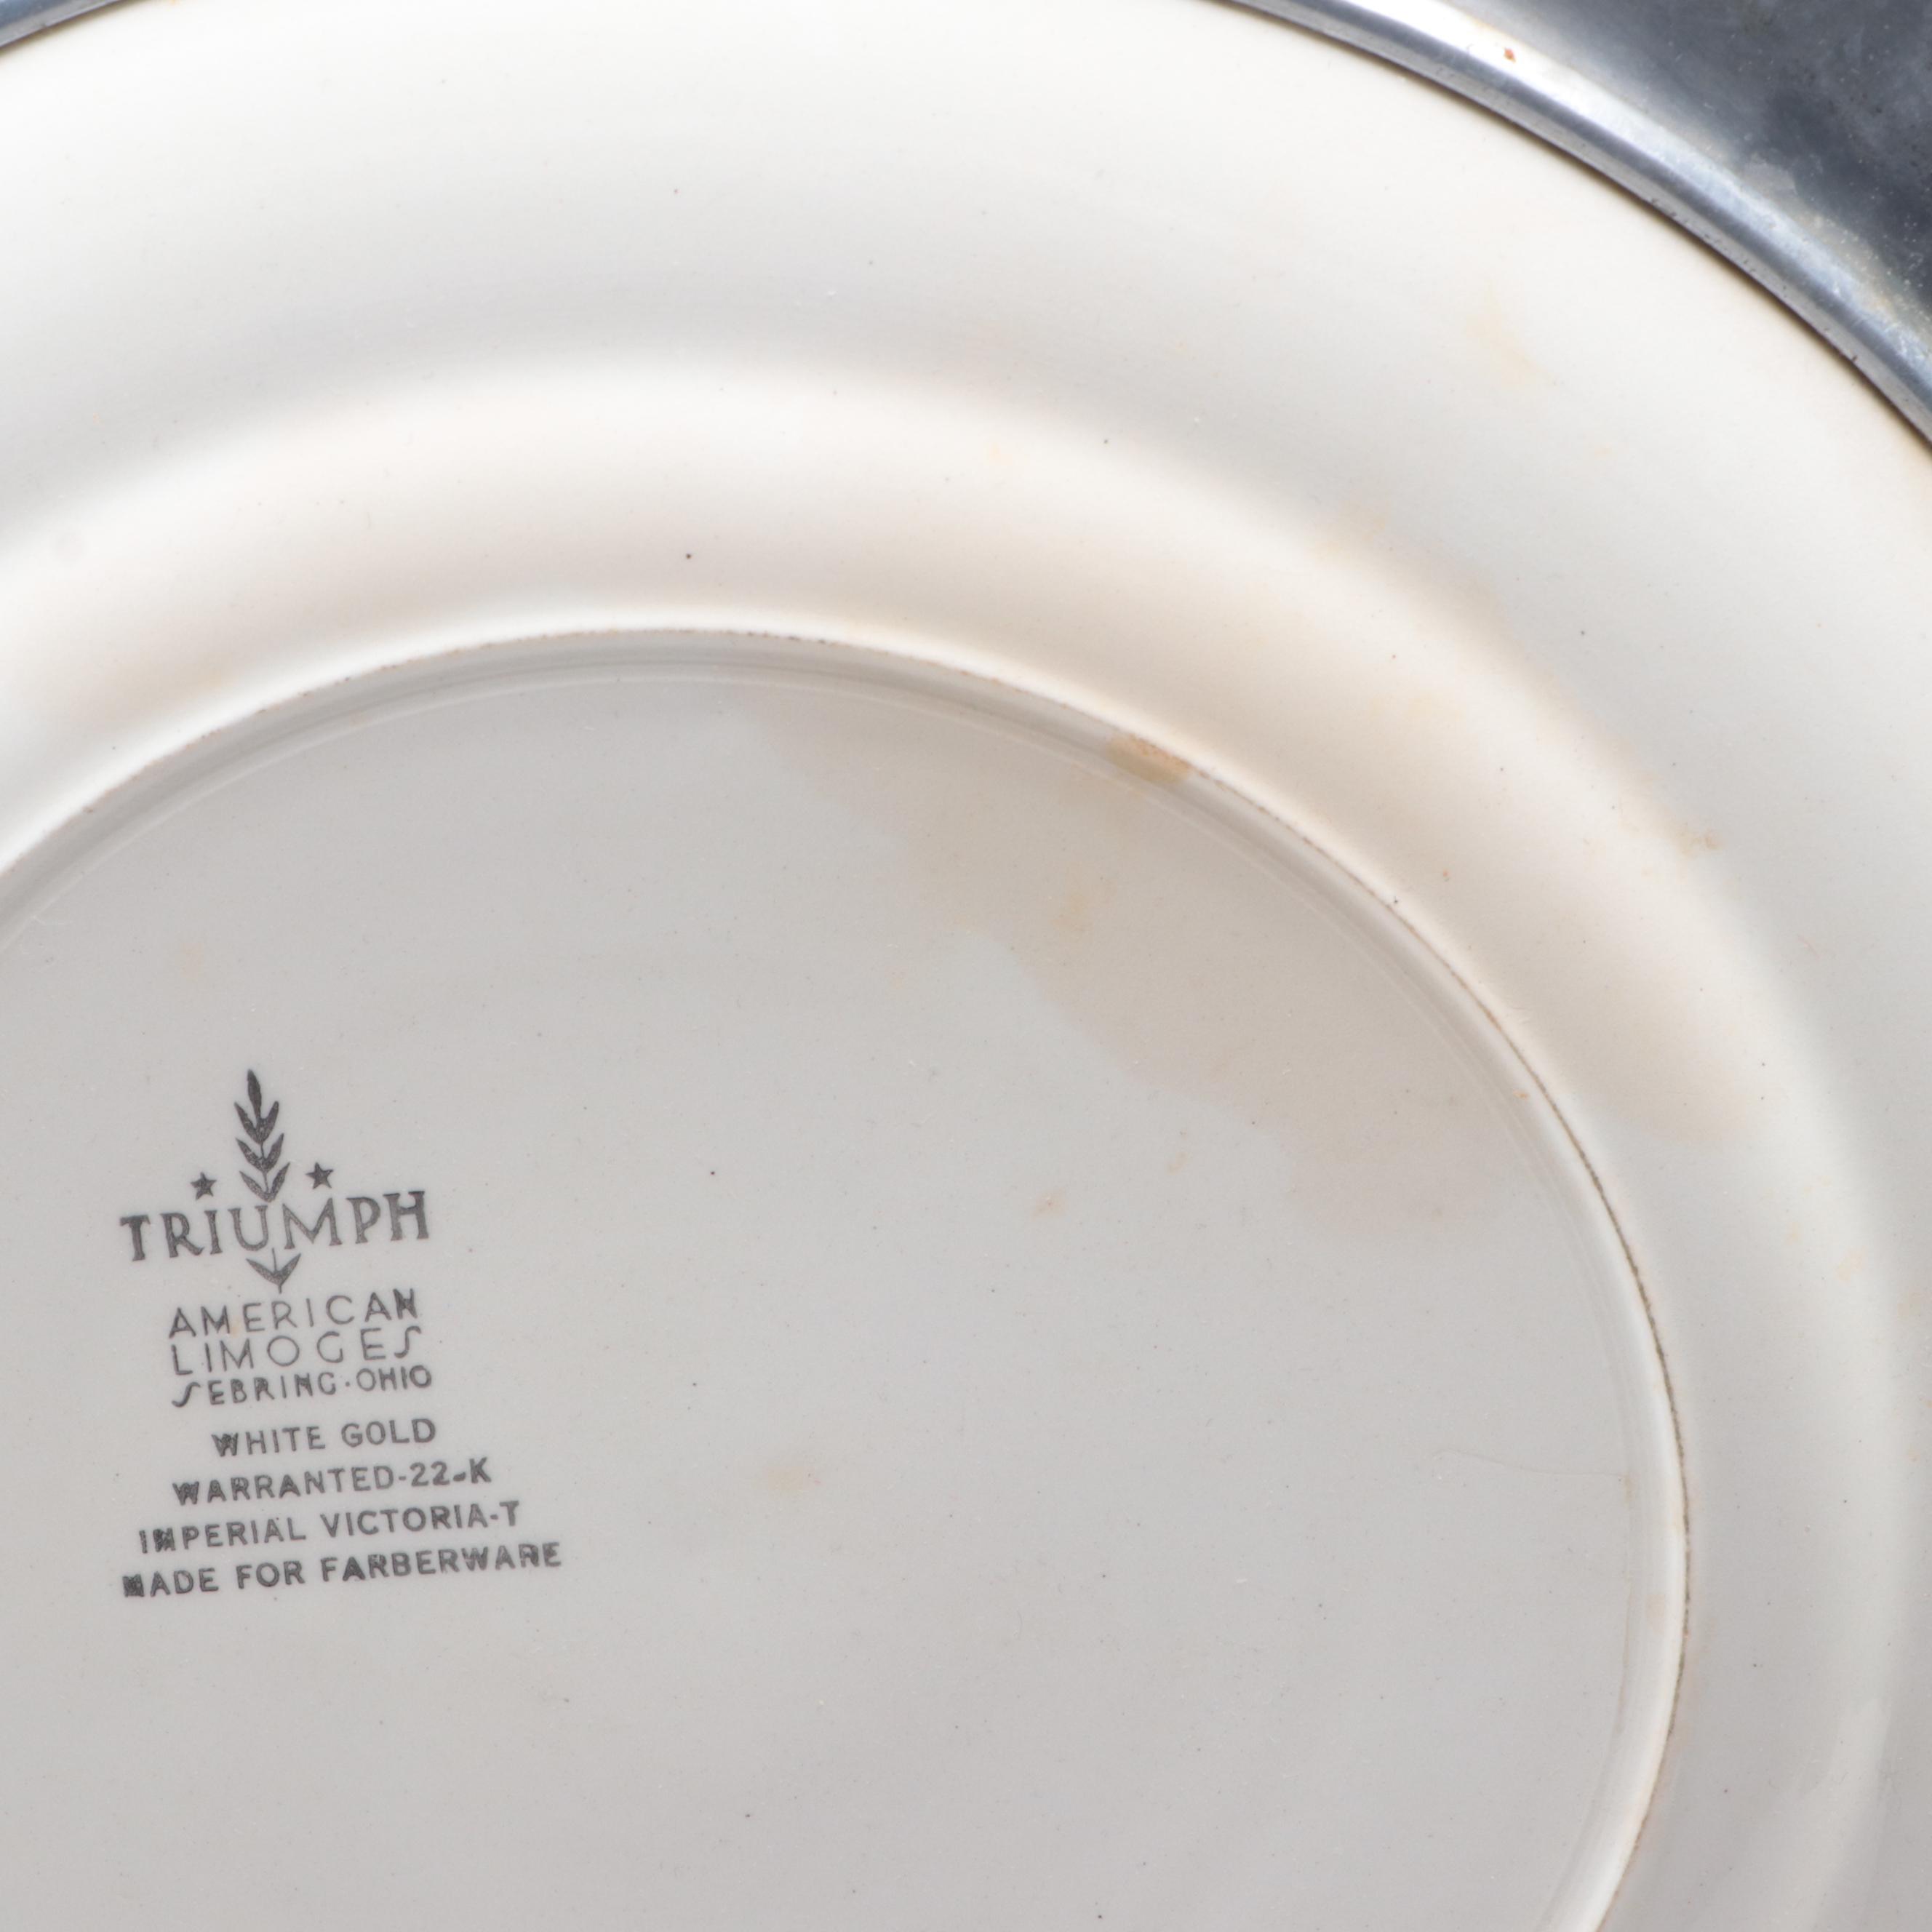 TRIUMPH
AMERICAN
LIMOGES
SEBRING·OHIO
WHITE GOLD
WARRANTED-22-K
IMPERIAL VICTORIA-T
MADE FOR FARBERWARE